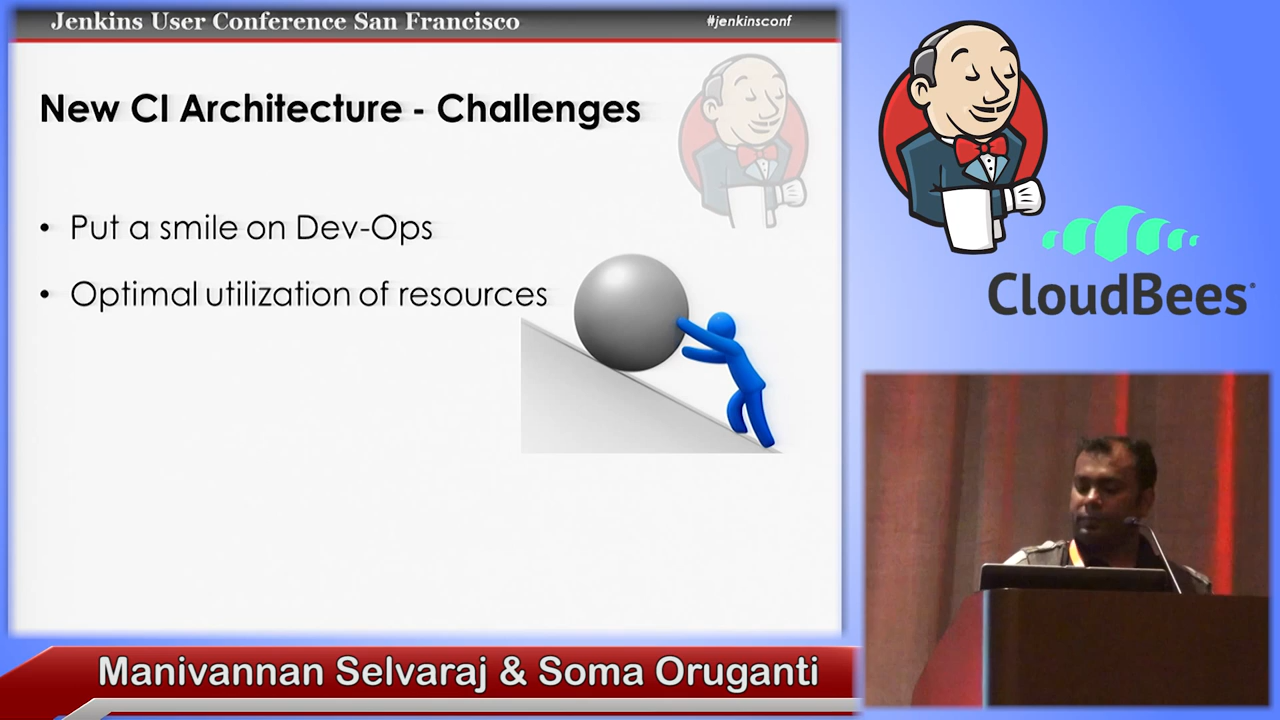 Jenkins User Conference San Francisco
#jenkinsconf
New CI Architecture - Challenges
• Put a smile on Dev-Ops
• Optimal utilization of resources
CloudBees
Manivannan Selvaraj & Soma Oruganti